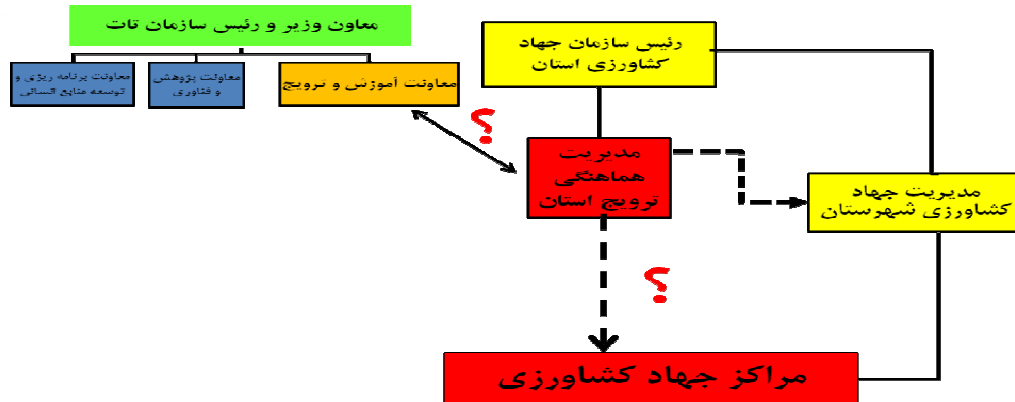 معاون وزیر و رئیس سازمان تات
رئیس سازمان جهاد
کشاورزی استان
معاونت آموزش و ترویج
معاونت پژوهش
و فناوری
معاونت برنامه ریزی و
توسعه منابع انسانی
؟
مدیریت
هماهنگی
ترویج استان
مدیریت جهاد
کشاورزی شهرستان
؟
مراکز جهاد کشاورزی